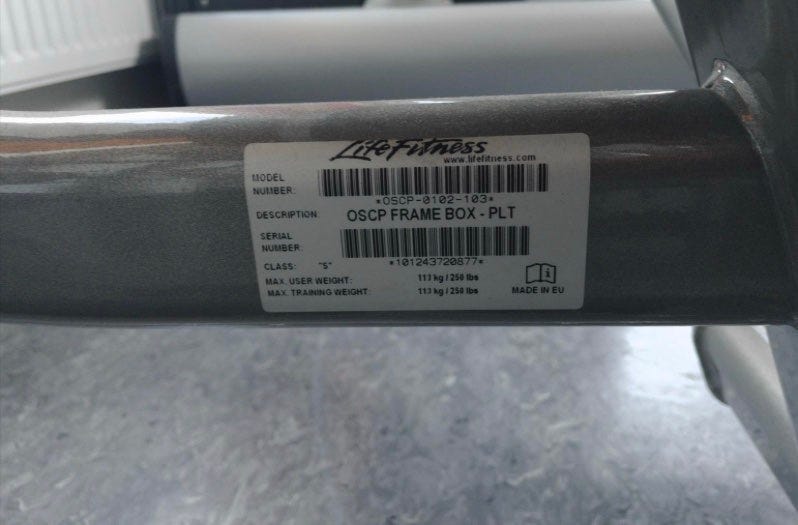 LifeFitness
www.lifefitness.com
MODEL NUMBER:
*OSCP-0102-103*
DESCRIPTION: OSCP FRAME BOX - PLT
SERIAL NUMBER:
*101243720877*
CLASS: "S"
MAX. USER WEIGHT: 113 kg / 250 lbs
MAX. TRAINING WEIGHT: 113 kg / 250 lbs
MADE IN EU